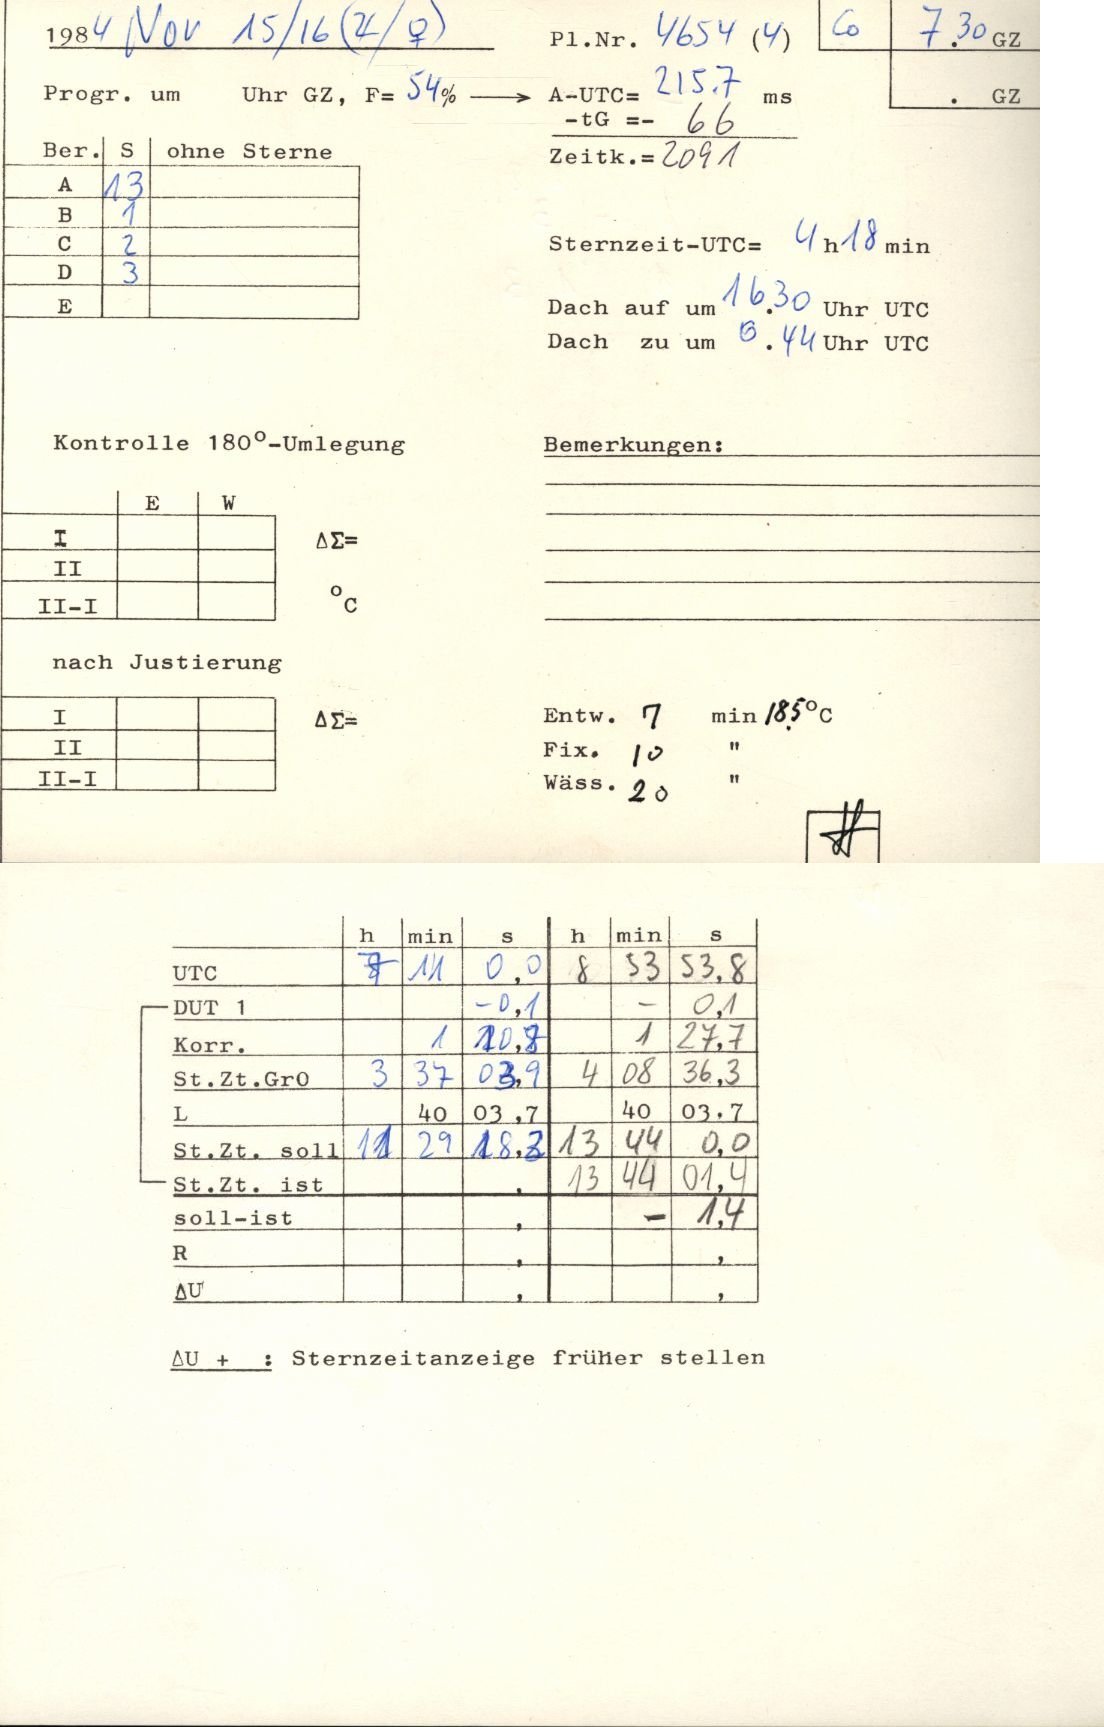 1984 Nov 15/16 (♃/♀) Pl.Nr. 4654 (4) Co 7.30 GZ
Progr. um Uhr GZ, F= 54% → A-UTC= 215.7 ms . GZ
-tG =- 66
Ber. S ohne Sterne Zeitk.= 2091
A 13
B 1
C 2 Sternzeit-UTC= 4 h 18 min
D 3
E Dach auf um 16.30 Uhr UTC
Dach zu um 6.44 Uhr UTC
Kontrolle 180°-Umlegung Bemerkungen:
E W
I ΔΣ=
II
II-I °C
nach Justierung
I ΔΣ= Entw. 7 min 18.5°C
II Fix. 10 "
II-I Wäss. 20 "
h min s h min s
UTC 7 11 0,0 8 53 53,8
DUT 1 -0,1 - 0,1
Korr. 1 10,8 1 27,7
St.Zt.Gr0 3 37 03,9 4 08 36,3
L 40 03,7 40 03.7
St.Zt. soll 11 29 18,3 13 44 0,0
St.Zt. ist , 13 44 01,4
soll-ist , - 1,4
R , ,
ΔU , ,
ΔU + : Sternzeitanzeige früher stellen